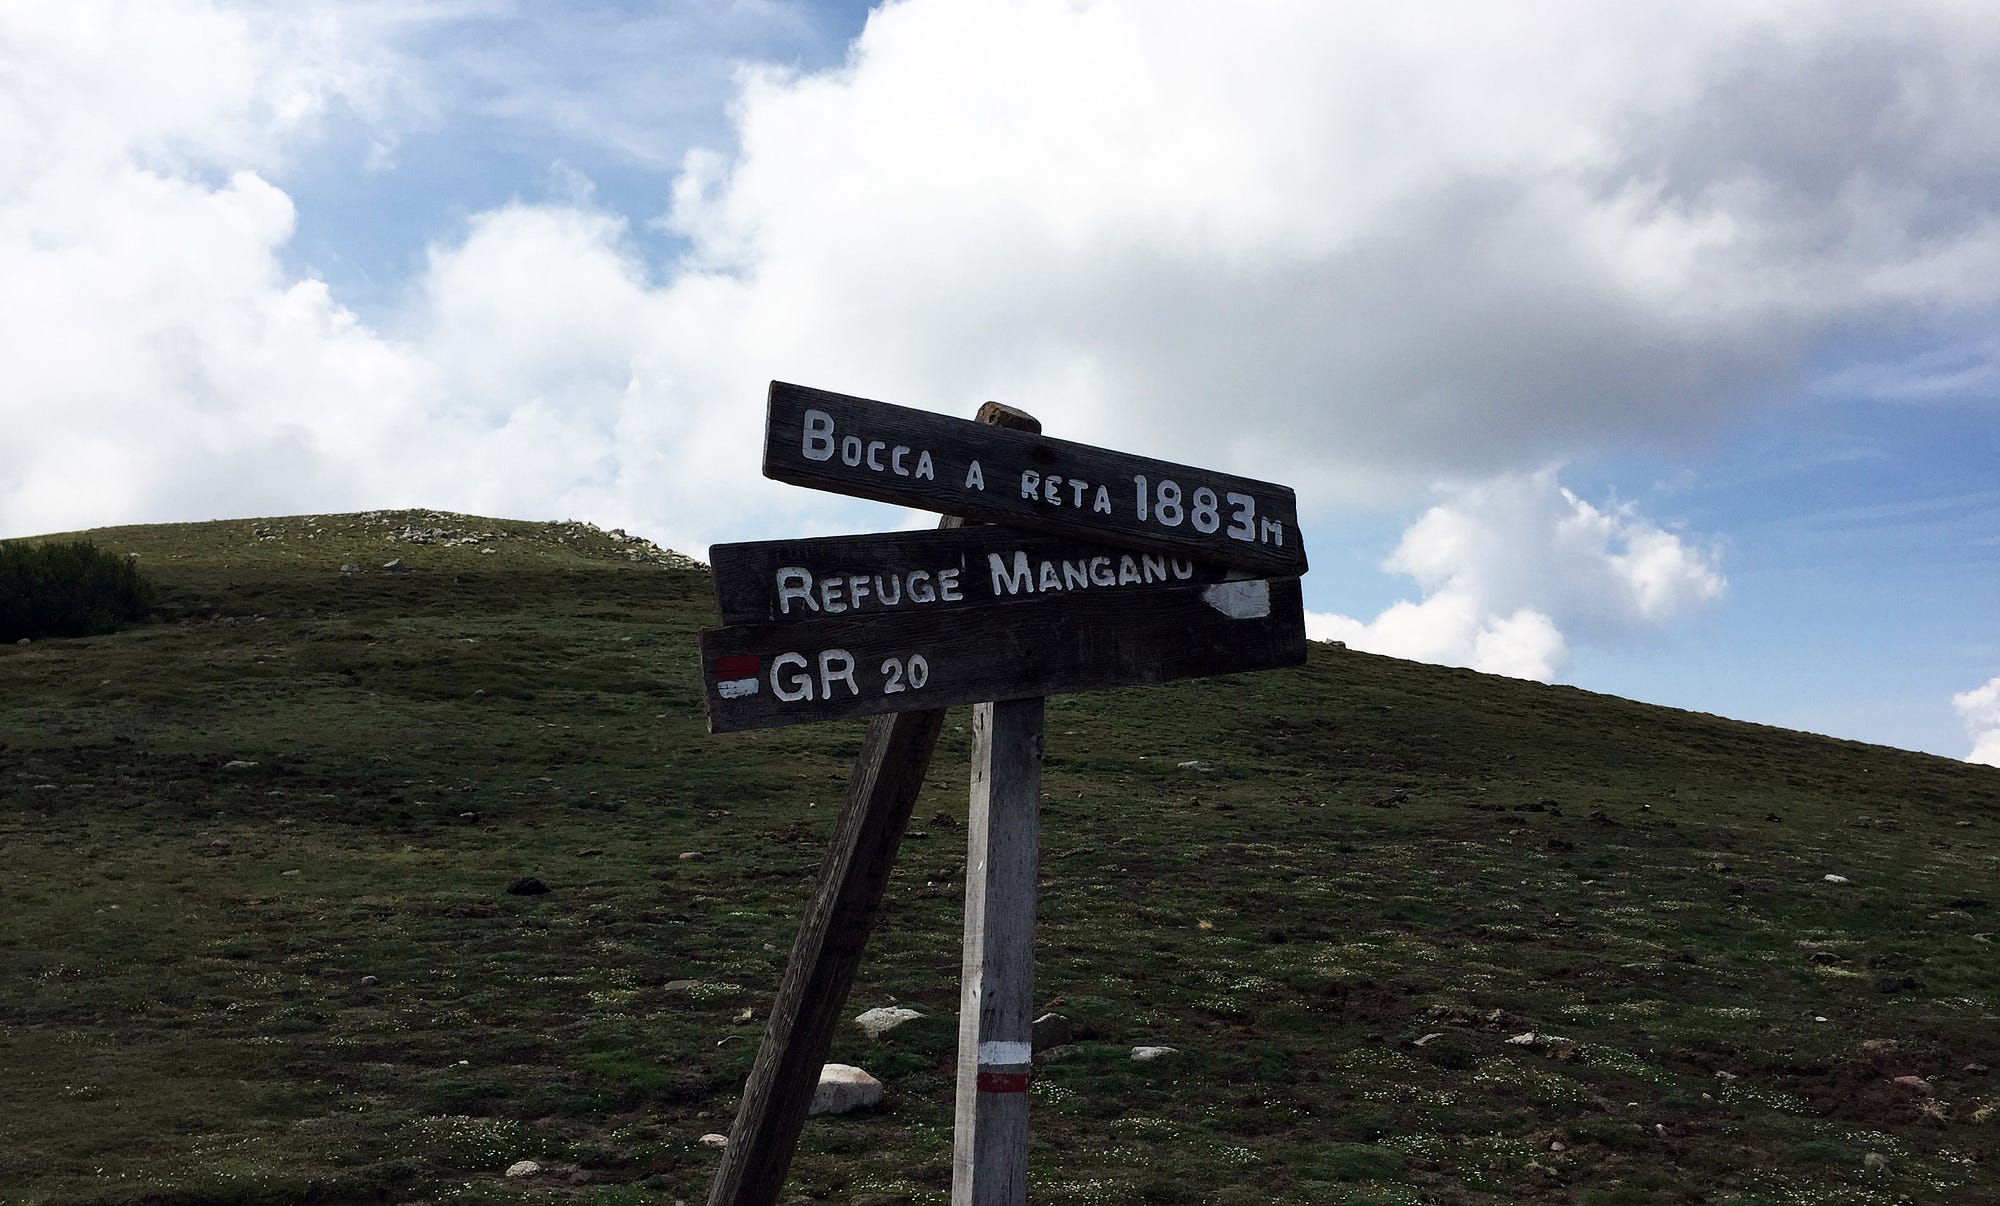 BOCCA A RETA 1883M
REFUGE MANGANU
GR 20